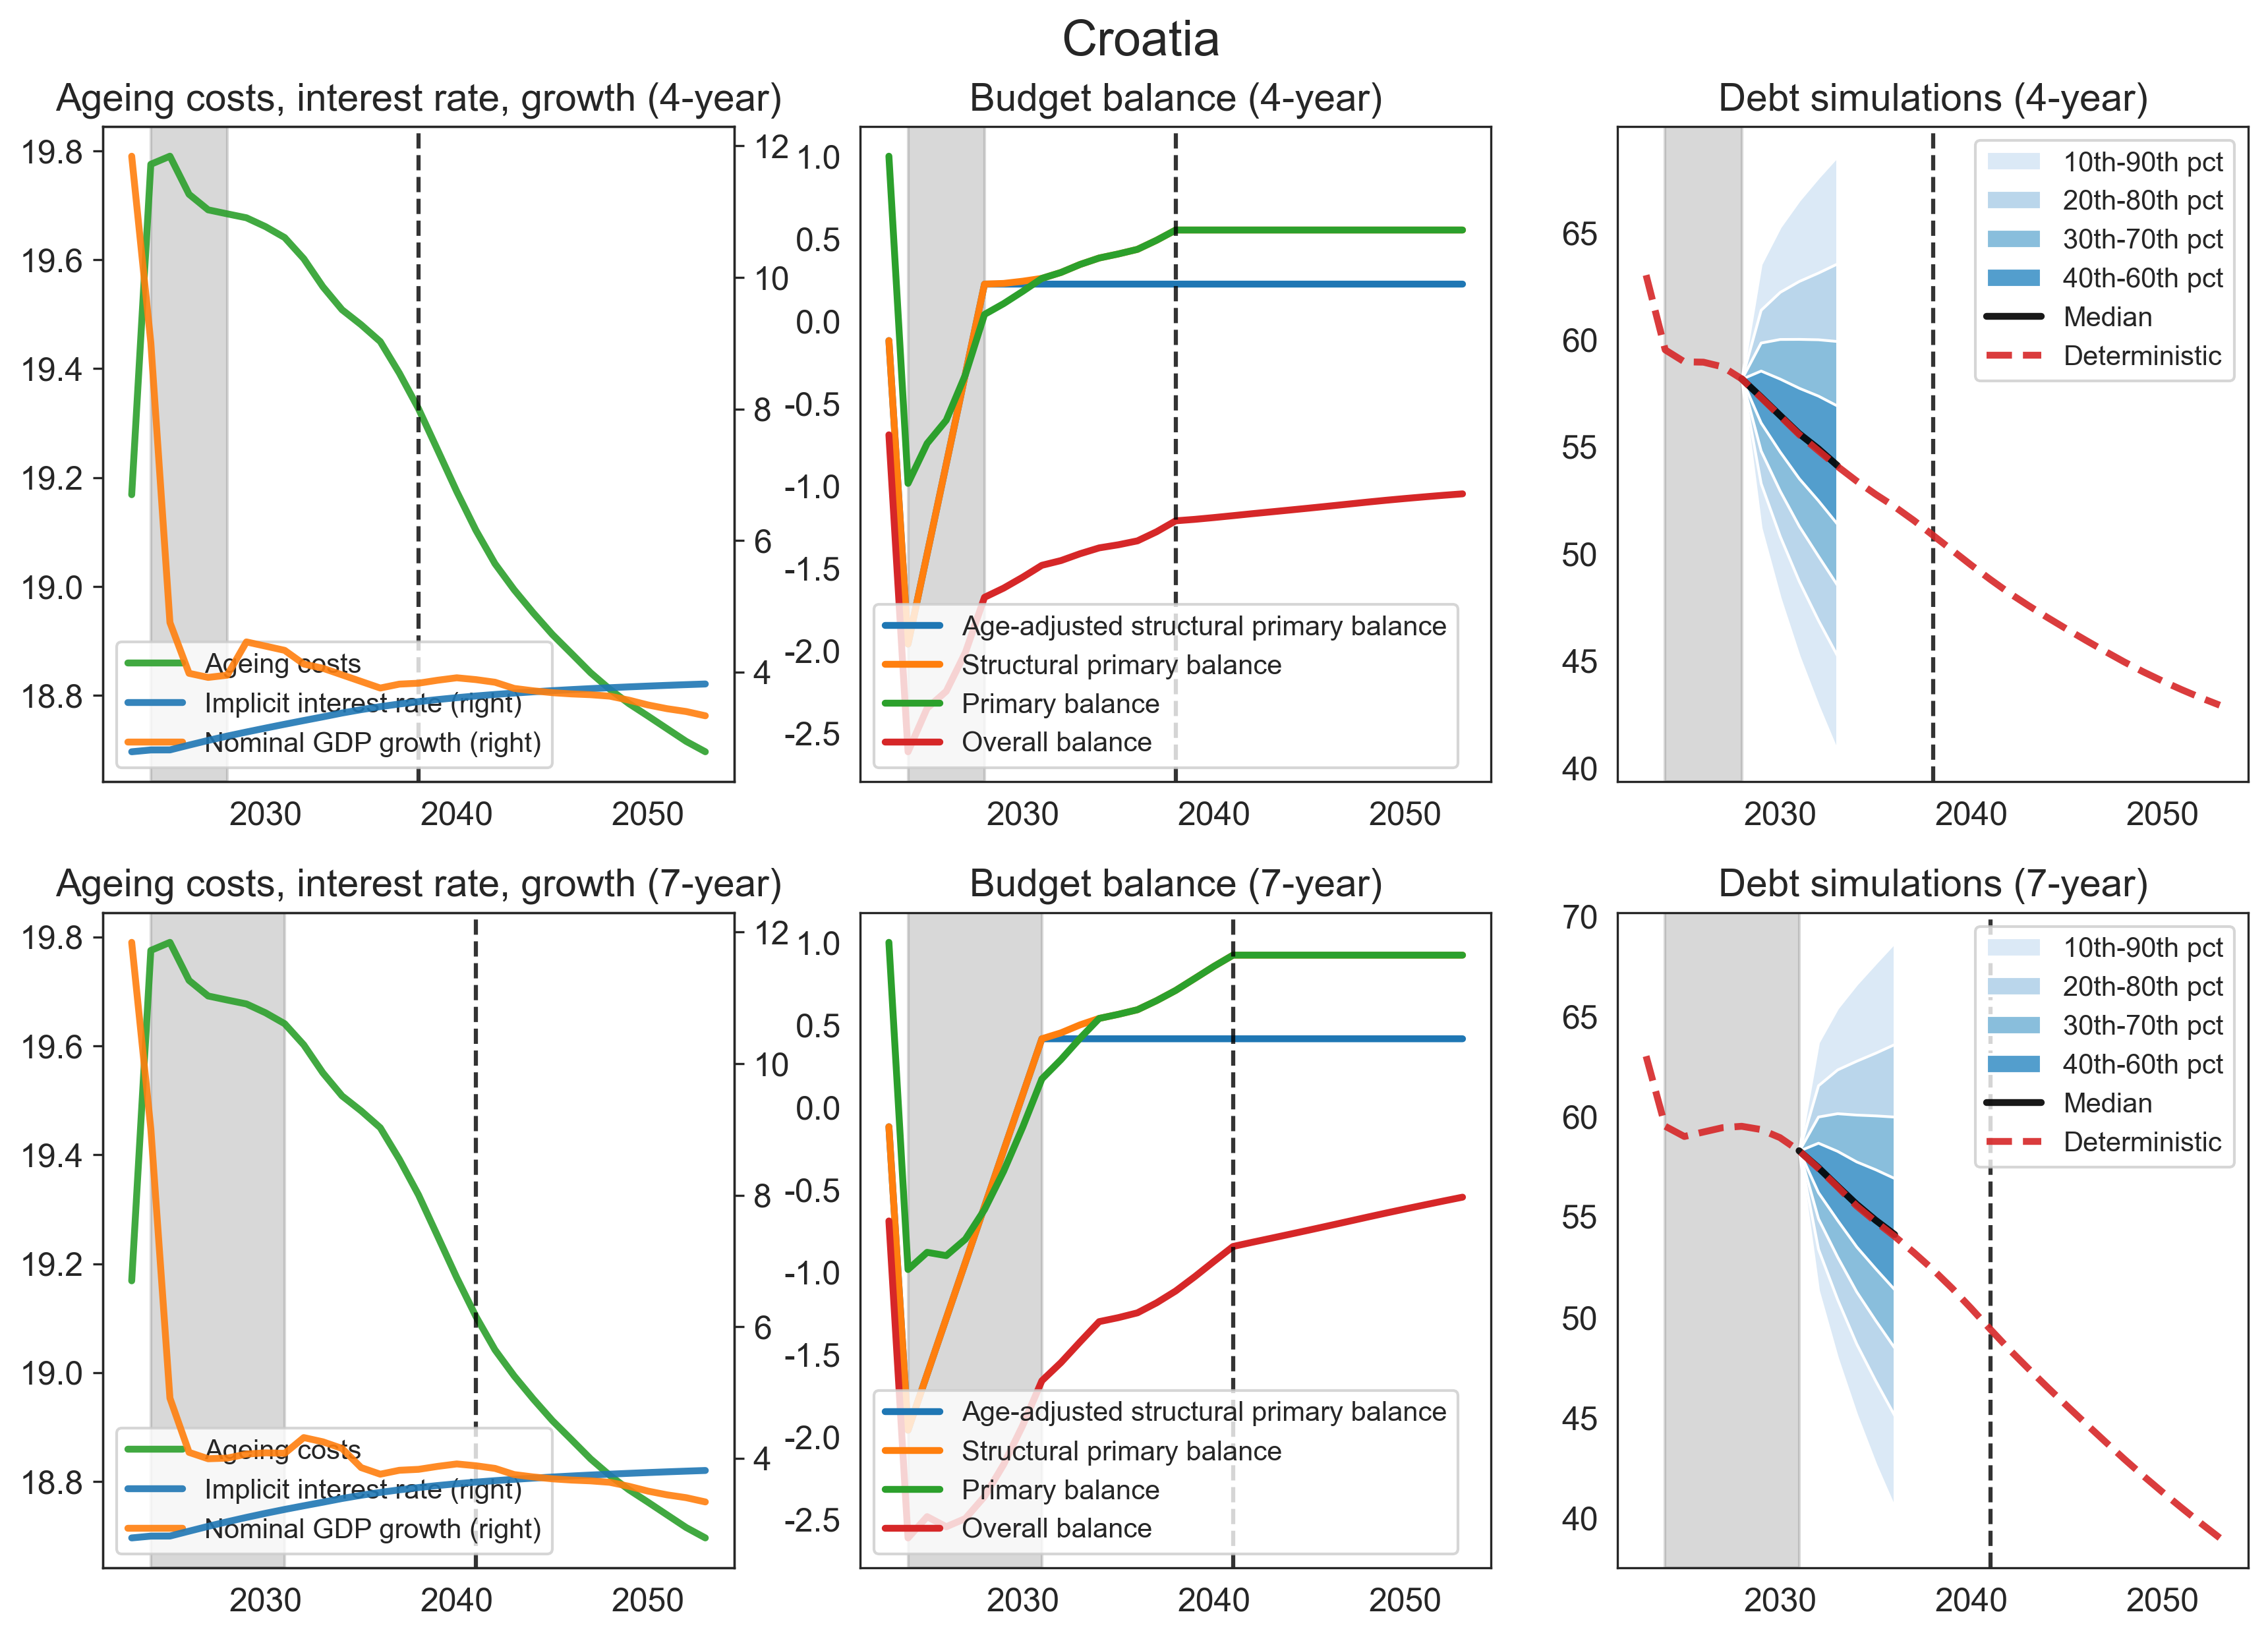 Croatia
Ageing costs, interest rate, growth (4-year)
19.8
19.6
19.4
19.2
19.0
18.8
12
10
8
6
4
2030
2040
2050
Ageing costs
Implicit interest rate (right)
Nominal GDP growth (right)
Budget balance (4-year)
1.0
0.5
0.0
-0.5
-1.0
-1.5
-2.0
-2.5
2030
2040
2050
Age-adjusted structural primary balance
Structural primary balance
Primary balance
Overall balance
Debt simulations (4-year)
65
60
55
50
45
40
2030
2040
2050
10th-90th pct
20th-80th pct
30th-70th pct
40th-60th pct
Median
Deterministic
Ageing costs, interest rate, growth (7-year)
19.8
19.6
19.4
19.2
19.0
18.8
12
10
8
6
4
2030
2040
2050
Ageing costs
Implicit interest rate (right)
Nominal GDP growth (right)
Budget balance (7-year)
1.0
0.5
0.0
-0.5
-1.0
-1.5
-2.0
-2.5
2030
2040
2050
Age-adjusted structural primary balance
Structural primary balance
Primary balance
Overall balance
Debt simulations (7-year)
70
65
60
55
50
45
40
2030
2040
2050
10th-90th pct
20th-80th pct
30th-70th pct
40th-60th pct
Median
Deterministic